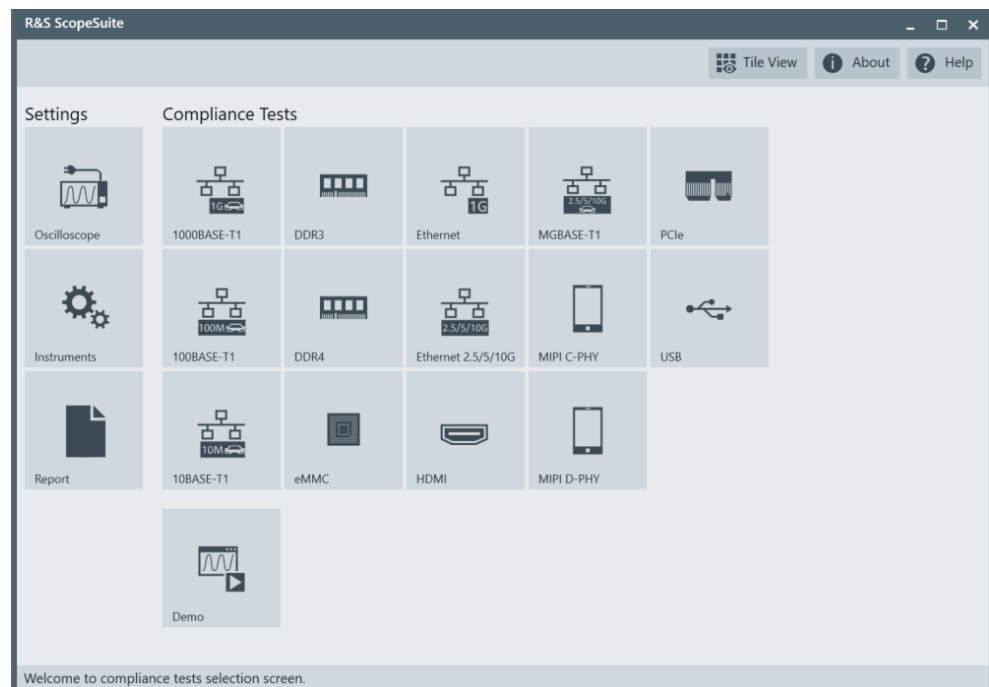 R&S ScopeSuite
Tile View
About
Help
Settings
Compliance Tests
Oscilloscope
1G
1000BASE-T1
DDR3
1G
Ethernet
2.5/5/10G
MGBASE-T1
PCIe
Instruments
100M
100BASE-T1
DDR4
2.5/5/10G
Ethernet 2.5/5/10G
MIPI C-PHY
USB
Report
10M
10BASE-T1
eMMC
HDMI
MIPI D-PHY
Demo
Welcome to compliance tests selection screen.